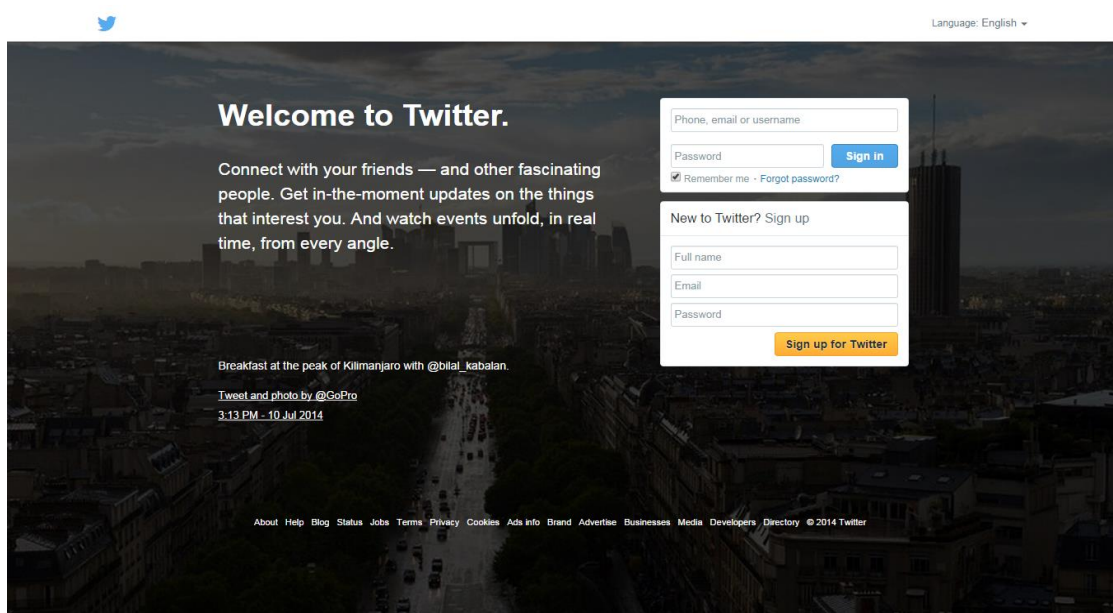 Language: English
Welcome to Twitter.
Connect with your friends — and other fascinating
people. Get in-the-moment updates on the things
that interest you. And watch events unfold, in real
time, from every angle.
Breakfast at the peak of Kilimanjaro with @bilal_kabalan.
Tweet and photo by @GoPro
3:13 PM - 10 Jul 2014
Phone, email or username
Password
Sign in
Remember me · Forgot password?
New to Twitter? Sign up
Full name
Email
Password
Sign up for Twitter
About Help Blog Status Jobs Terms Privacy Cookies Ads info Brand Advertise Businesses Media Developers Directory © 2014 Twitter